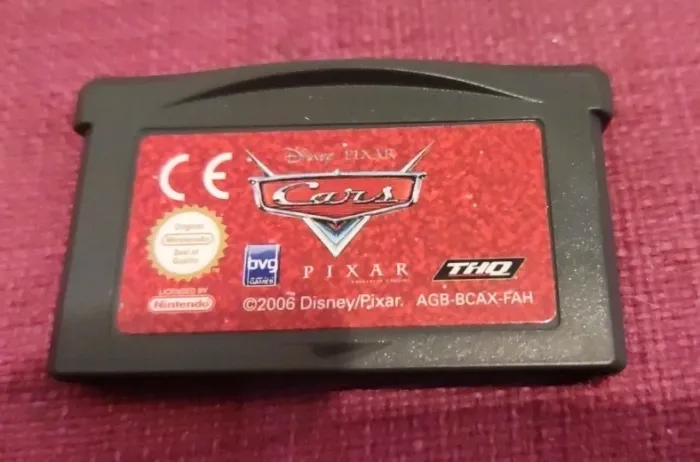 CE
Disney PIXAR
Cars
Original
Nintendo
Seal of
Quality
bvg
GAMES
PIXAR
THQ
LICENSED BY
Nintendo
©2006 Disney/Pixar. AGB-BCAX-FAH